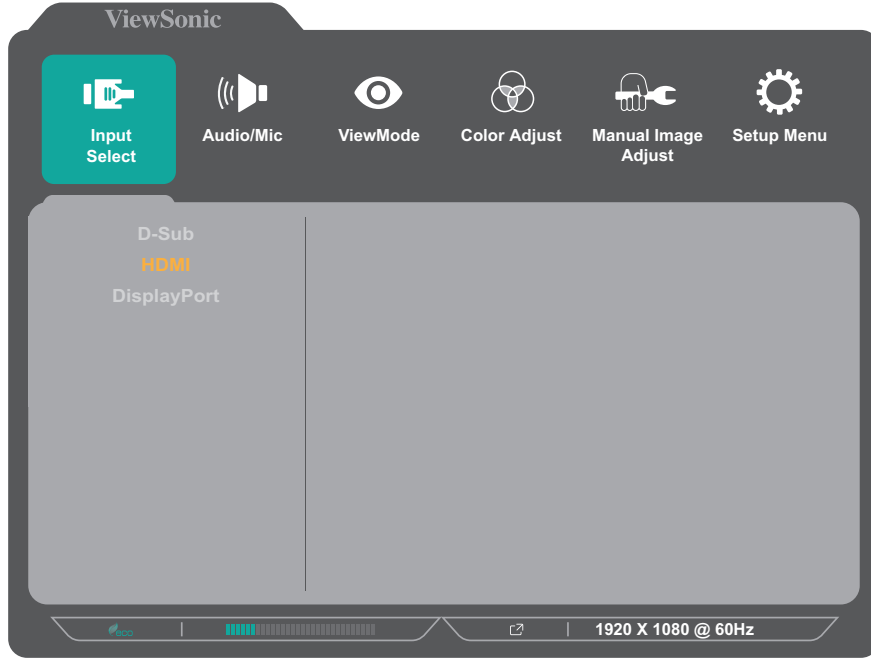 ViewSonic
Input
Select
Audio/Mic
ViewMode
Color Adjust
Manual Image
Adjust
Setup Menu
D-Sub
HDMI
DisplayPort
eco
1920 X 1080 @ 60Hz